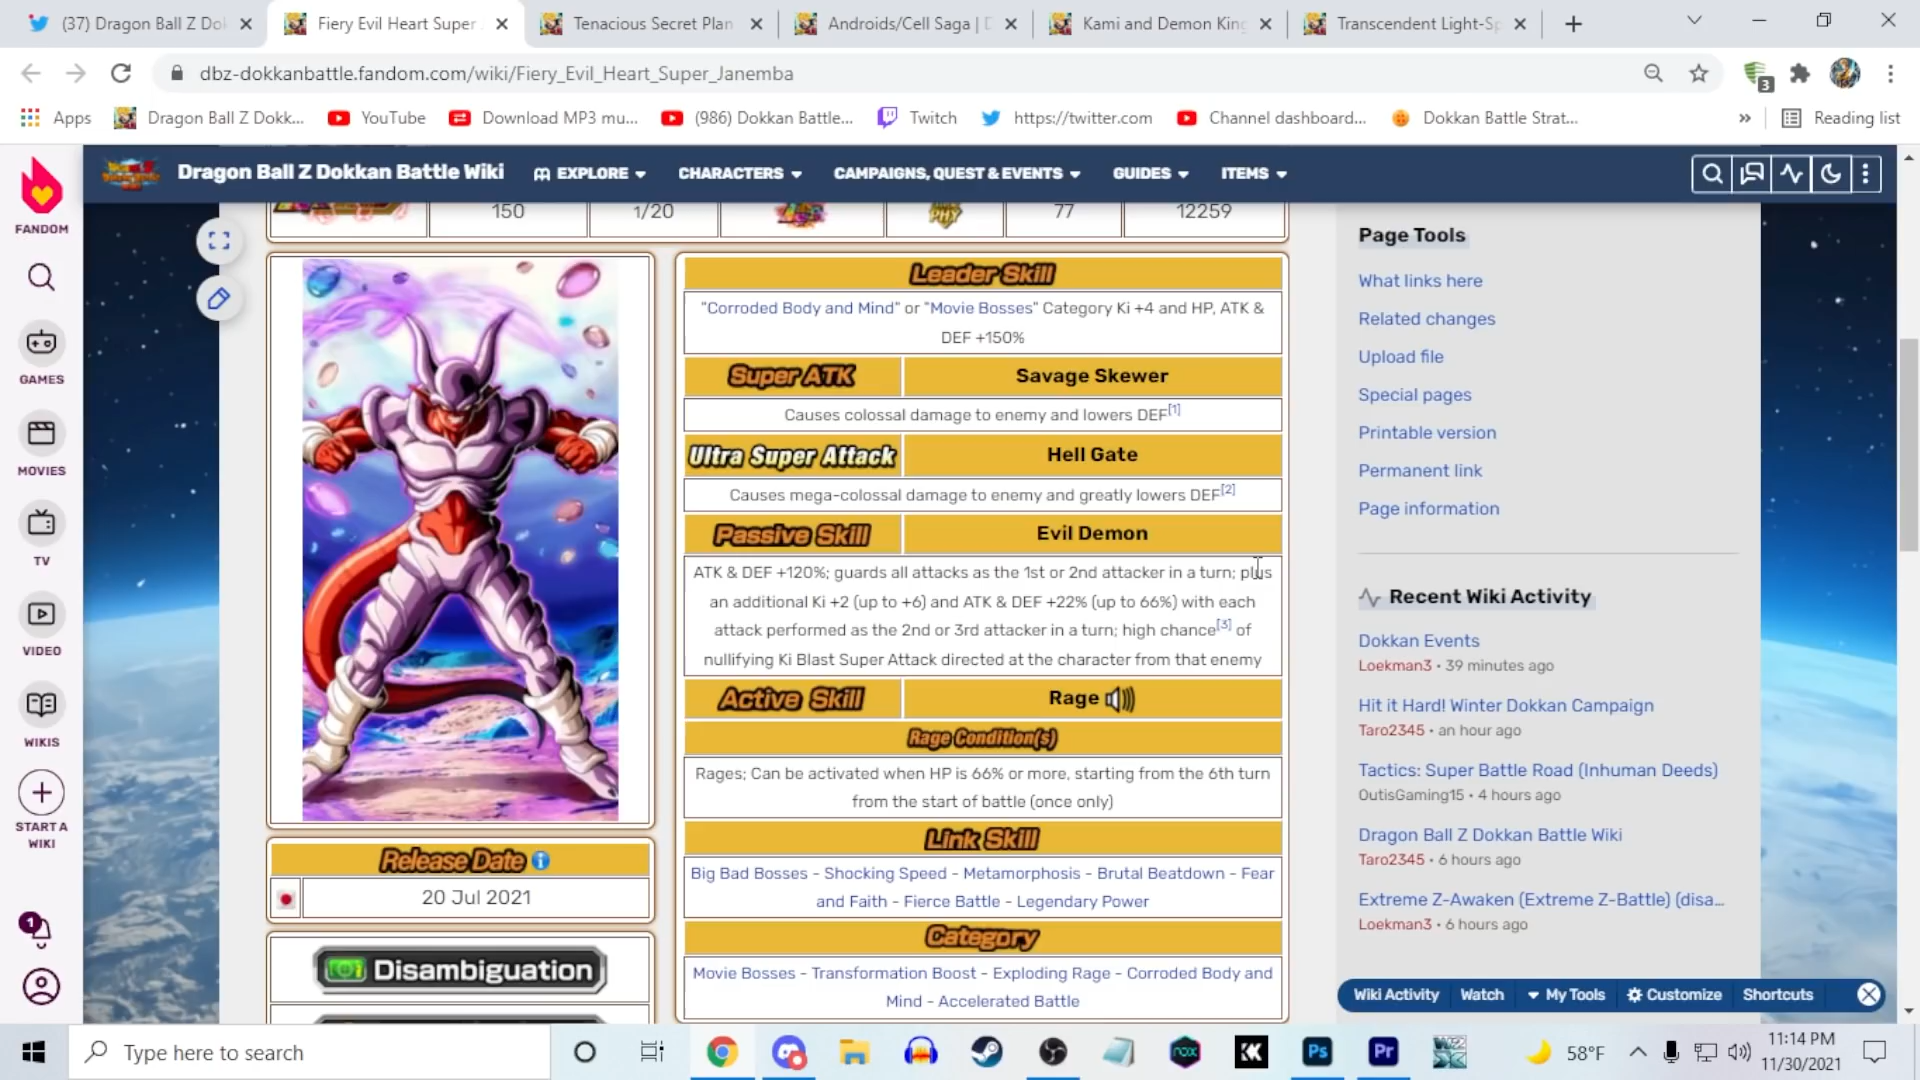 (37) Dragon Ball Z Dok
Fiery Evil Heart Super
Tenacious Secret Plan
Androids/Cell Saga | D
Kami and Demon King
Transcendent Light-Sp
dbz-dokkanbattle.fandom.com/wiki/Fiery_Evil_Heart_Super_Janemba
3
Apps
Dragon Ball Z Dokk...
YouTube
Download MP3 mu...
(986) Dokkan Battle...
Twitch
https://twitter.com
Channel dashboard...
Dokkan Battle Strat...
»
Reading list
FANDOM
GAMES
MOVIES
TV
VIDEO
WIKIS
START A
WIKI
1
Dragon Ball Z Dokkan Battle Wiki
EXPLORE
CHARACTERS
CAMPAIGNS, QUEST & EVENTS
GUIDES
ITEMS
150
1/20
PHY
77
12259
Leader Skill
"Corroded Body and Mind" or "Movie Bosses" Category Ki +4 and HP, ATK &
DEF +150%
Super ATK
Savage Skewer
Causes colossal damage to enemy and lowers DEF[1]
Ultra Super Attack
Hell Gate
Causes mega-colossal damage to enemy and greatly lowers DEF[2]
Passive Skill
Evil Demon
ATK & DEF +120%; guards all attacks as the 1st or 2nd attacker in a turn; plus
an additional Ki +2 (up to +6) and ATK & DEF +22% (up to 66%) with each
attack performed as the 2nd or 3rd attacker in a turn; high chance[3] of
nullifying Ki Blast Super Attack directed at the character from that enemy
Active Skill
Rage
Rage Condition(s)
Rages; Can be activated when HP is 66% or more, starting from the 6th turn
from the start of battle (once only)
Link Skill
Big Bad Bosses - Shocking Speed - Metamorphosis - Brutal Beatdown - Fear
and Faith - Fierce Battle - Legendary Power
Category
Movie Bosses - Transformation Boost - Exploding Rage - Corroded Body and
Mind - Accelerated Battle
Release Date
20 Jul 2021
Disambiguation
Page Tools
What links here
Related changes
Upload file
Special pages
Printable version
Permanent link
Page information
Recent Wiki Activity
Dokkan Events
Loekman3 • 39 minutes ago
Hit it Hard! Winter Dokkan Campaign
Taro2345 • an hour ago
Tactics: Super Battle Road (Inhuman Deeds)
OutisGaming15 • 4 hours ago
Dragon Ball Z Dokkan Battle Wiki
Taro2345 • 6 hours ago
Extreme Z-Awaken (Extreme Z-Battle) (disa...
Loekman3 • 6 hours ago
Wiki Activity
Watch
My Tools
Customize
Shortcuts
Type here to search
nox
Ps
Pr
58°F
11:14 PM
11/30/2021